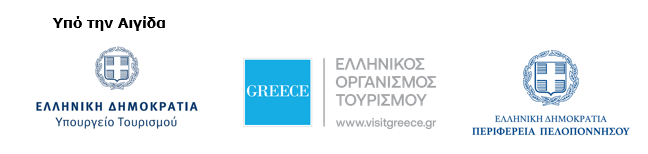 Υπό την Αιγίδα
ΕΛΛΗΝΙΚΗ ΔΗΜΟΚΡΑΤΙΑ
Υπουργείο Τουρισμού
GREECE
ΕΛΛΗΝΙΚΟΣ
ΟΡΓΑΝΙΣΜΟΣ
ΤΟΥΡΙΣΜΟΥ
www.visitgreece.gr
ΕΛΛΗΝΙΚΗ ΔΗΜΟΚΡΑΤΙΑ
ΠΕΡΙΦΕΡΕΙΑ ΠΕΛΟΠΟΝΝΗΣΟΥ